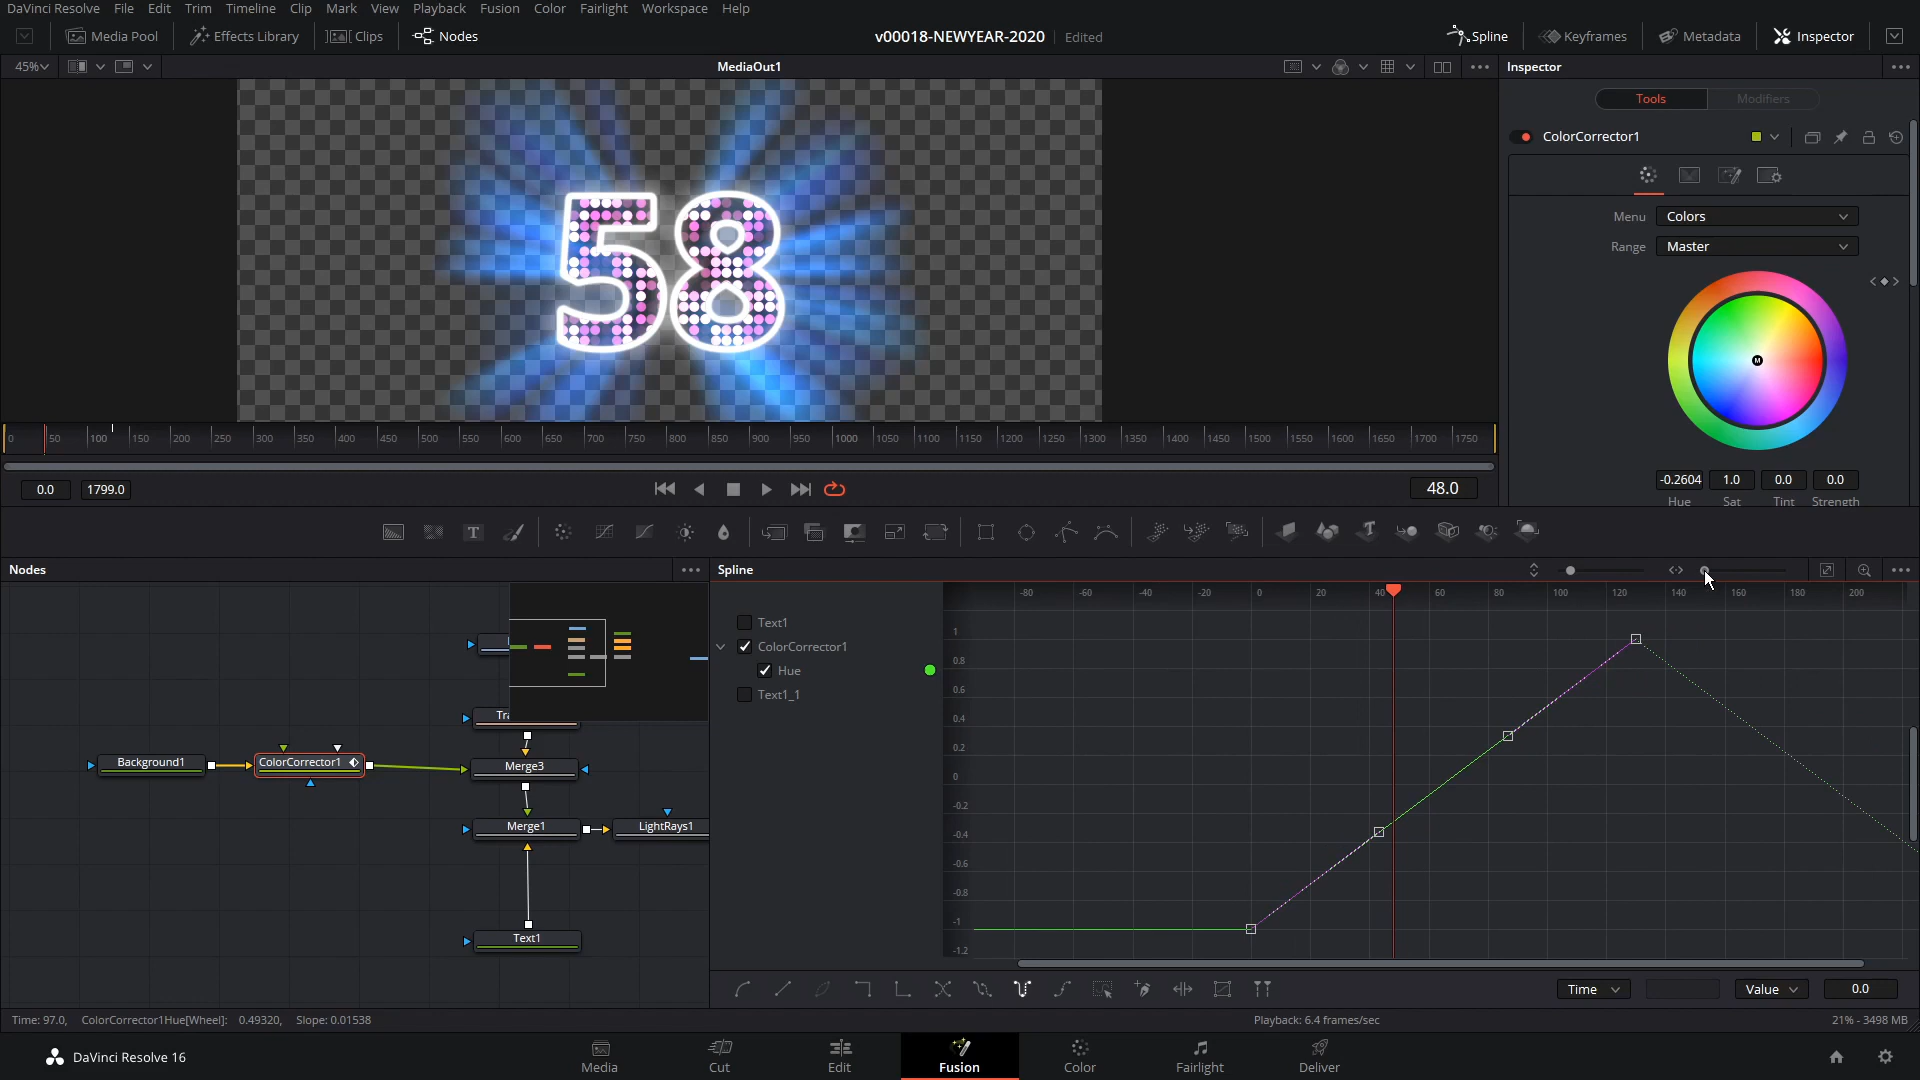 DaVinci Resolve File Edit Trim Timeline Clip Mark View Playback Fusion Color Fairlight Workspace Help
Media Pool Effects Library Clips Nodes v00018-NEWYEAR-2020 Edited Spline Keyframes Metadata Inspector
45% MediaOut1 Inspector
Tools Modifiers
ColorCorrector1
Menu Colors
Range Master
58
-0.2604 1.0 0.0 0.0
Hue Sat Tint Strength
0 50 100 150 200 250 300 350 400 450 500 550 600 650 700 750 800 850 900 950 1000 1050 1100 1150 1200 1250 1300 1350 1400 1450 1500 1550 1600 1650 1700 1750
0.0 1799.0 48.0
Nodes
Background1
ColorCorrector1
Merge3
Merge1
LightRays1
Text1
Spline
Text1
ColorCorrector1
Hue
Text1_1
-80 -60 -40 -20 0 20 40 60 80 100 120 140 160 180 200
1
0.8
0.6
0.4
0.2
0
-0.2
-0.4
-0.6
-0.8
-1
-1.2
Time Value 0.0
Time: 97.0, ColorCorrector1Hue[Wheel]: 0.49320, Slope: 0.01538 Playback: 6.4 frames/sec 21% - 3498 MB
DaVinci Resolve 16 Media Cut Edit Fusion Color Fairlight Deliver